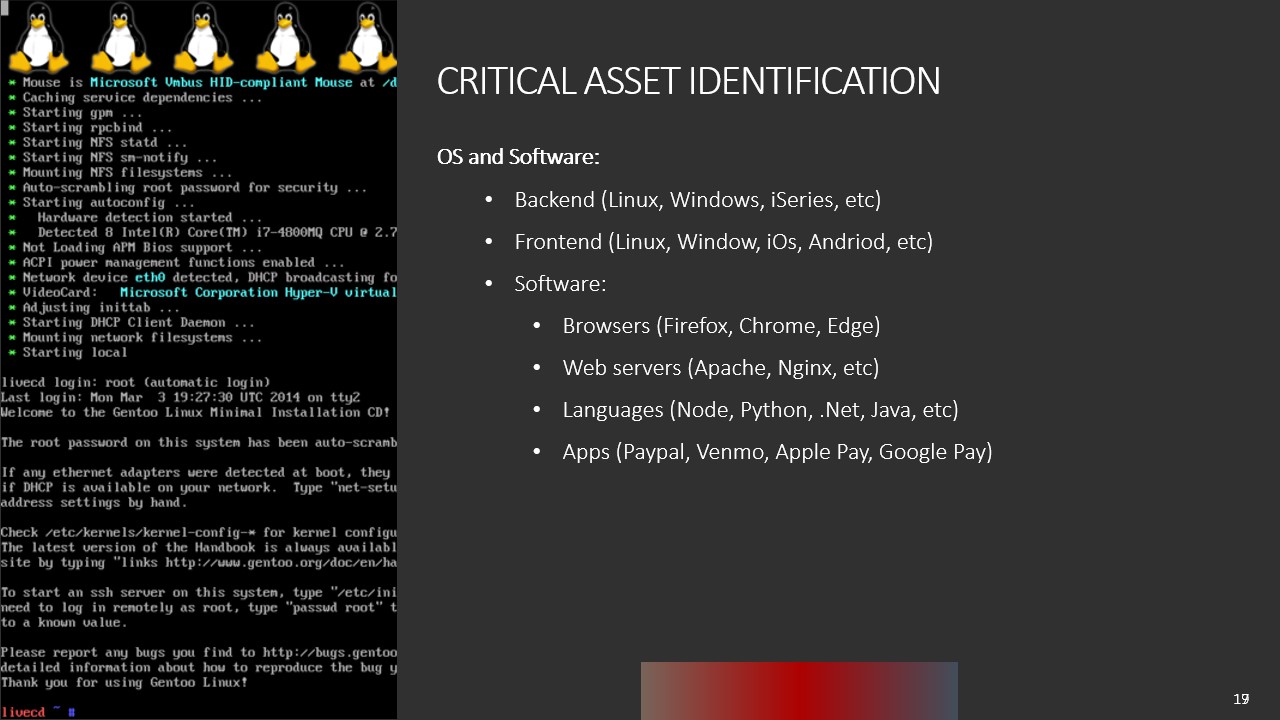 * Mouse is Microsoft Vmbus HID-compliant Mouse at /d
* Caching service dependencies ...
* Starting gpm ...
* Starting rpcbind ...
* Starting NFS statd ...
* Starting NFS sm-notify ...
* Mounting NFS filesystems ...
* Auto-scrambling root password for security ...
* Starting autoconfig ...
* Hardware detection started ...
* Detected 8 Intel(R) Core(TM) i7-4800MQ CPU @ 2.7
* Not Loading APM Bios support ...
* ACPI power management functions enabled ...
* Network device eth0 detected, DHCP broadcasting fo
* VideoCard: Microsoft Corporation Hyper-V virtual
* Adjusting inittab ...
* Starting DHCP Client Daemon ...
* Mounting network filesystems ...
* Starting local
livecd login: root (automatic login)
Last login: Mon Mar 3 19:27:30 UTC 2014 on tty2
Welcome to the Gentoo Linux Minimal Installation CD!
The root password on this system has been auto-scramb
If any ethernet adapters were detected at boot, they
if DHCP is available on your network. Type "net-setu
address settings by hand.
Check /etc/kernels/kernel-config-* for kernel configu
The latest version of the Handbook is always availabl
site by typing "links http://www.gentoo.org/doc/en/ha
To start an ssh server on this system, type "/etc/ini
need to log in remotely as root, type "passwd root" t
to a known value.
Please report any bugs you find to http://bugs.gentoo
detailed information about how to reproduce the bug y
Thank you for using Gentoo Linux!
livecd ~ #
CRITICAL ASSET IDENTIFICATION
OS and Software:
• Backend (Linux, Windows, iSeries, etc)
• Frontend (Linux, Window, iOs, Andriod, etc)
• Software:
• Browsers (Firefox, Chrome, Edge)
• Web servers (Apache, Nginx, etc)
• Languages (Node, Python, .Net, Java, etc)
• Apps (Paypal, Venmo, Apple Pay, Google Pay)